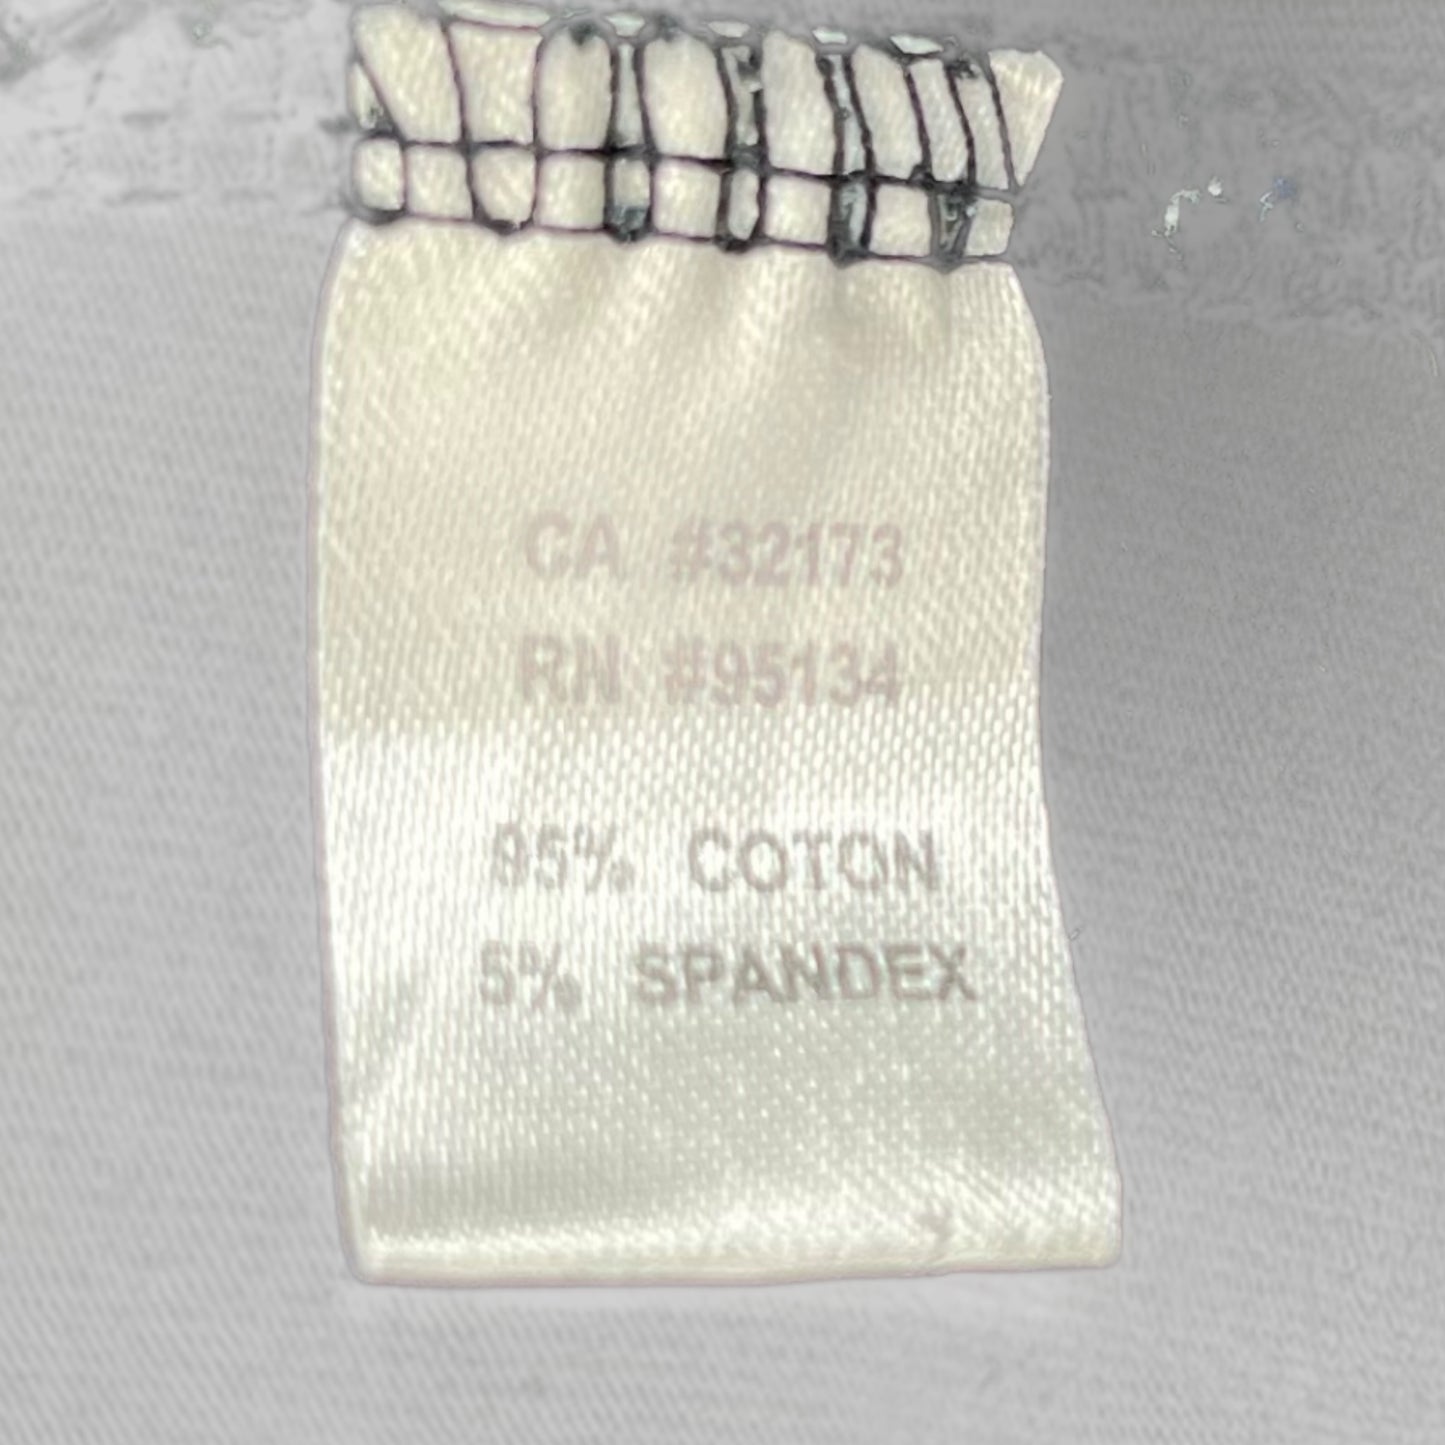 CA #32173
RN #95134
95% COTON
5% SPANDEX